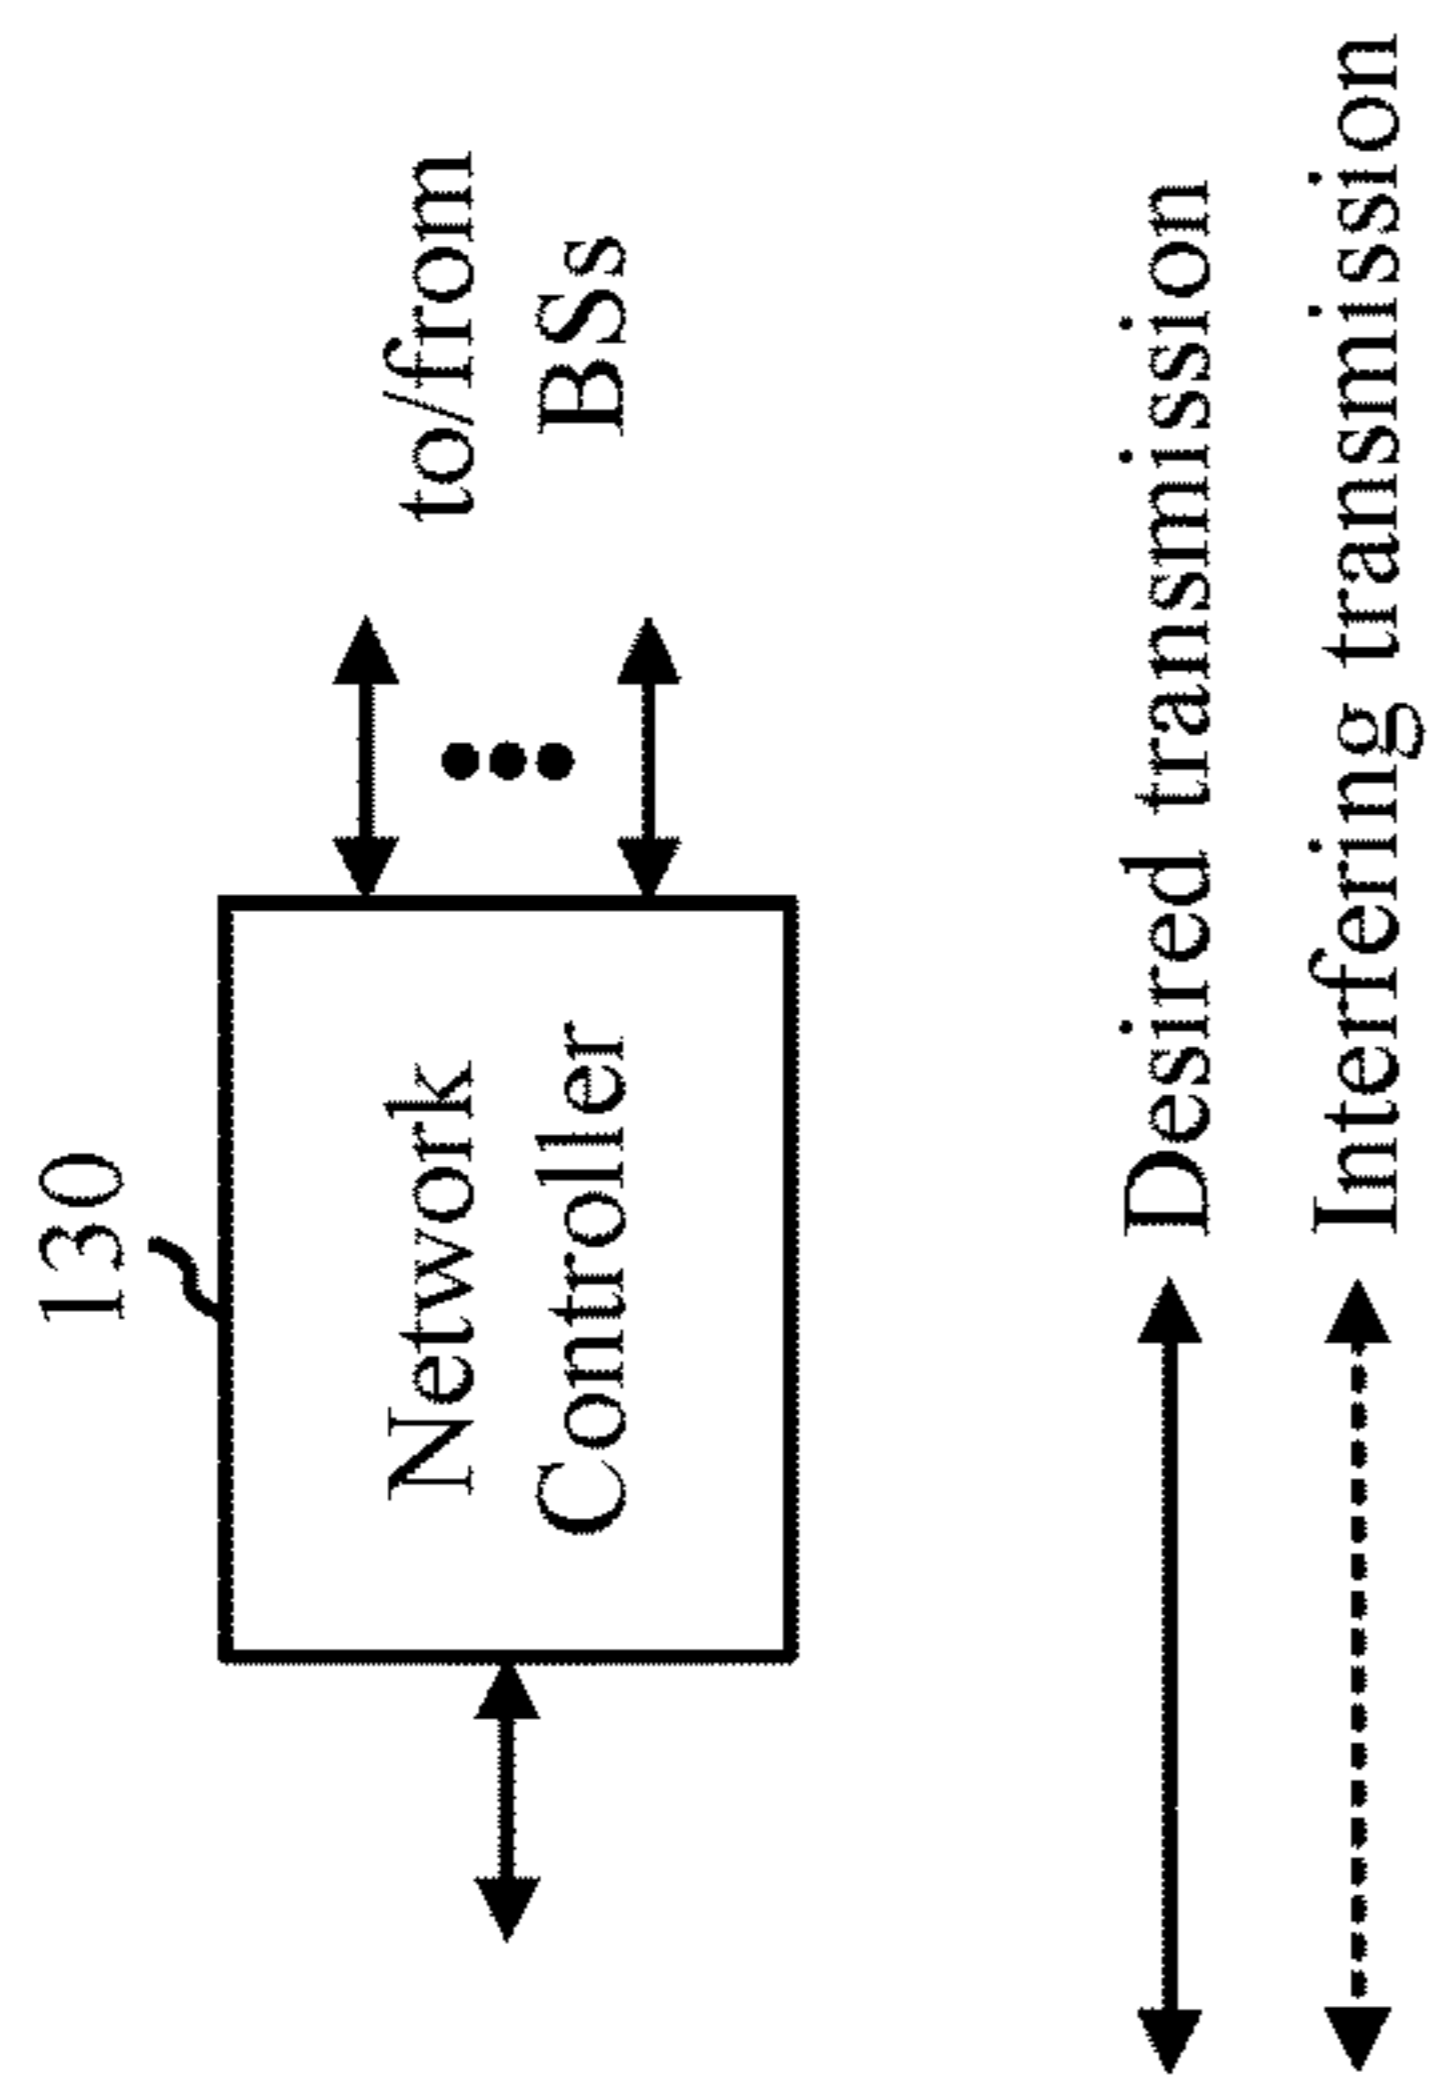 130
Network
Controller
to/from
BSs
Desired transmission
Interfering transmission